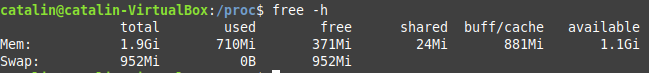 catalin@catalin-VirtualBox:/proc$ free -h
              total        used        free      shared  buff/cache   available
Mem:          1.9Gi       710Mi       371Mi        24Mi       881Mi       1.1Gi
Swap:         952Mi          0B       952Mi